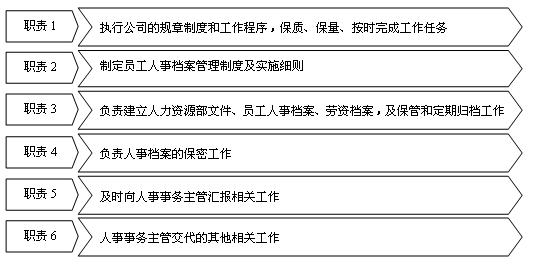 职责 1
执行公司的规章制度和工作程序，保质、保量、按时完成工作任务
职责 2
制定员工人事档案管理制度及实施细则
职责 3
负责建立人力资源部文件、员工人事档案、劳资档案，及保管和定期归档工作
职责 4
负责人事档案的保密工作
职责 5
及时向人事事务主管汇报相关工作
职责 6
人事事务主管交代的其他相关工作